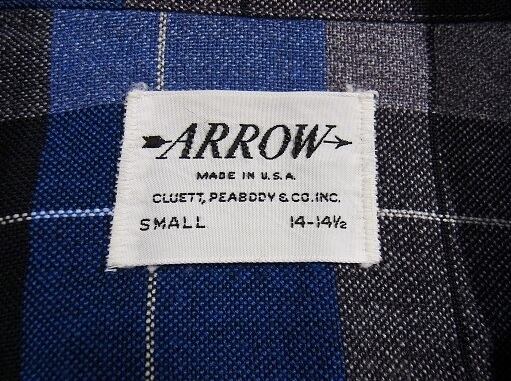 ARROW
MADE IN U.S.A.
CLUETT, PEABODY & CO. INC.
SMALL 14-14½